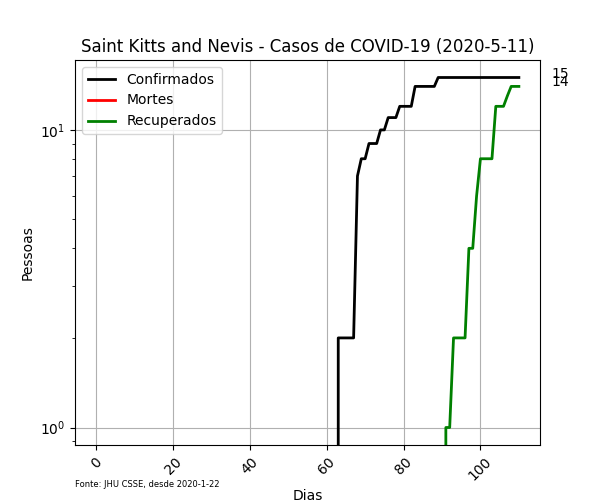 Saint Kitts and Nevis - Casos de COVID-19 (2020-5-11)
Confirmados
Mortes
Recuperados
15
14
10¹
10⁰
Pessoas
0 20 40 60 80 100
Dias
Fonte: JHU CSSE, desde 2020-1-22